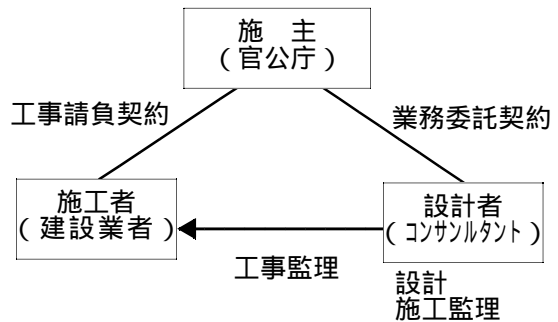 施　主
（官公庁）
工事請負契約
業務委託契約
施工者
（建設業者）
設計者
（コンサンルタント）
工事監理
設計
施工監理